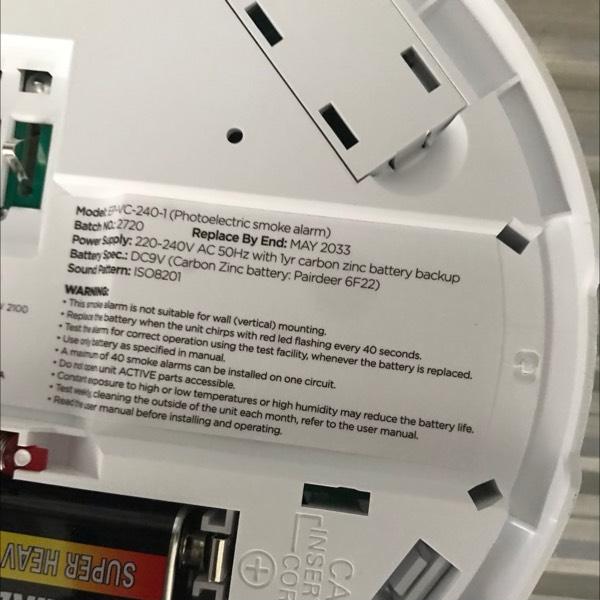 Model: EP-VC-240-1 (Photoelectric smoke alarm)
Batch NO: 2720 Replace By End: MAY 2033
Power Supply: 220-240V AC 50Hz with 1yr carbon zinc battery backup
Battery Spec.: DC9V (Carbon Zinc battery: Pairdeer 6F22)
Sound Pattern: ISO8201
WARNING:
• This smoke alarm is not suitable for wall (vertical) mounting.
• Replace the battery when the unit chirps with red led flashing every 40 seconds.
• Test the alarm for correct operation using the test facility, whenever the battery is replaced.
• Use only battery as specified in manual.
• A maximum of 40 smoke alarms can be installed on one circuit.
• Do not open unit ACTIVE parts accessible.
• Constant exposure to high or low temperatures or high humidity may reduce the battery life.
• Test weekly, cleaning the outside of the unit each month, refer to the user manual.
• Read the user manual before installing and operating.
V 2100
SUPER HEAV
CA
INSER
COR